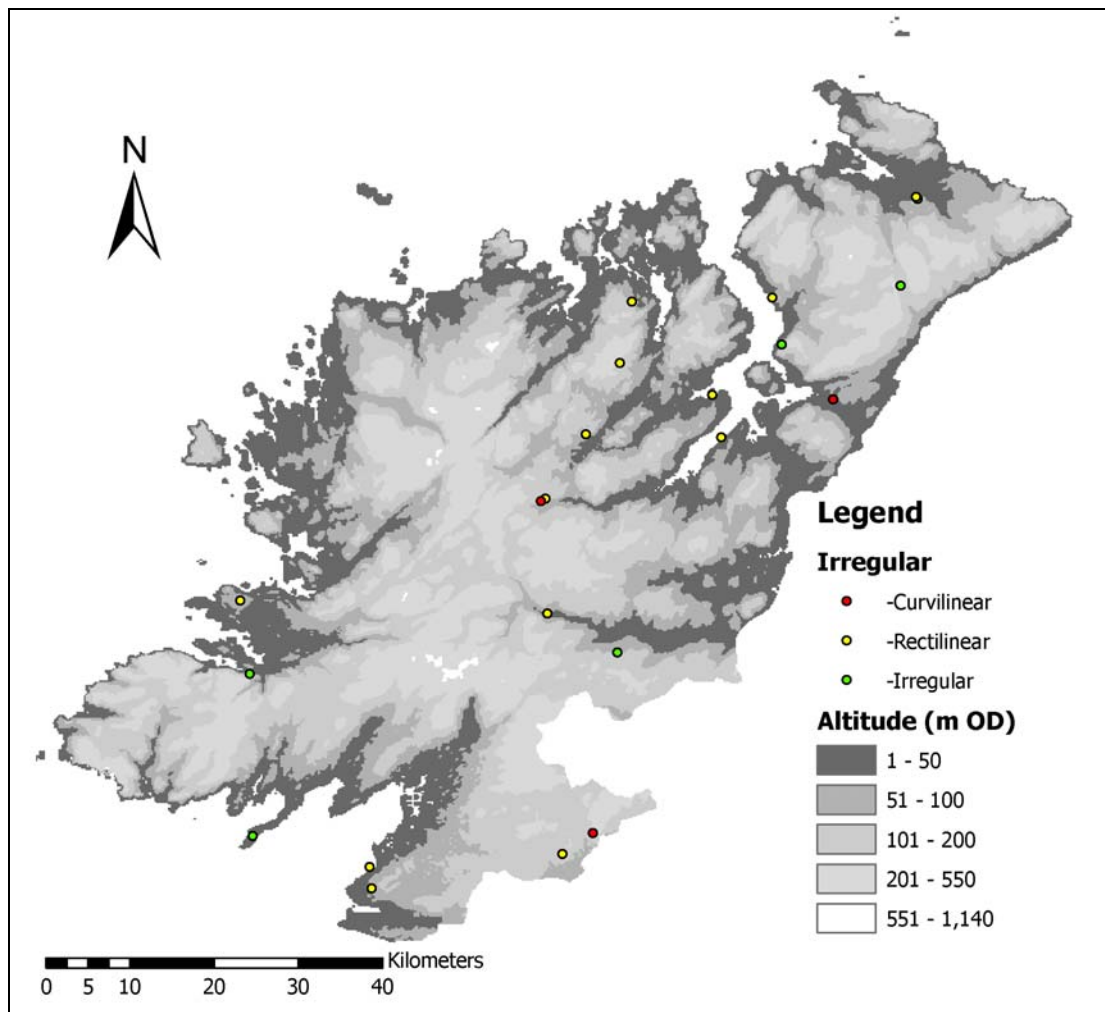 N
Legend
Irregular
-Curvilinear
-Rectilinear
-Irregular
Altitude (m OD)
1 - 50
51 - 100
101 - 200
201 - 550
551 - 1,140
Kilometers
0 5 10 20 30 40